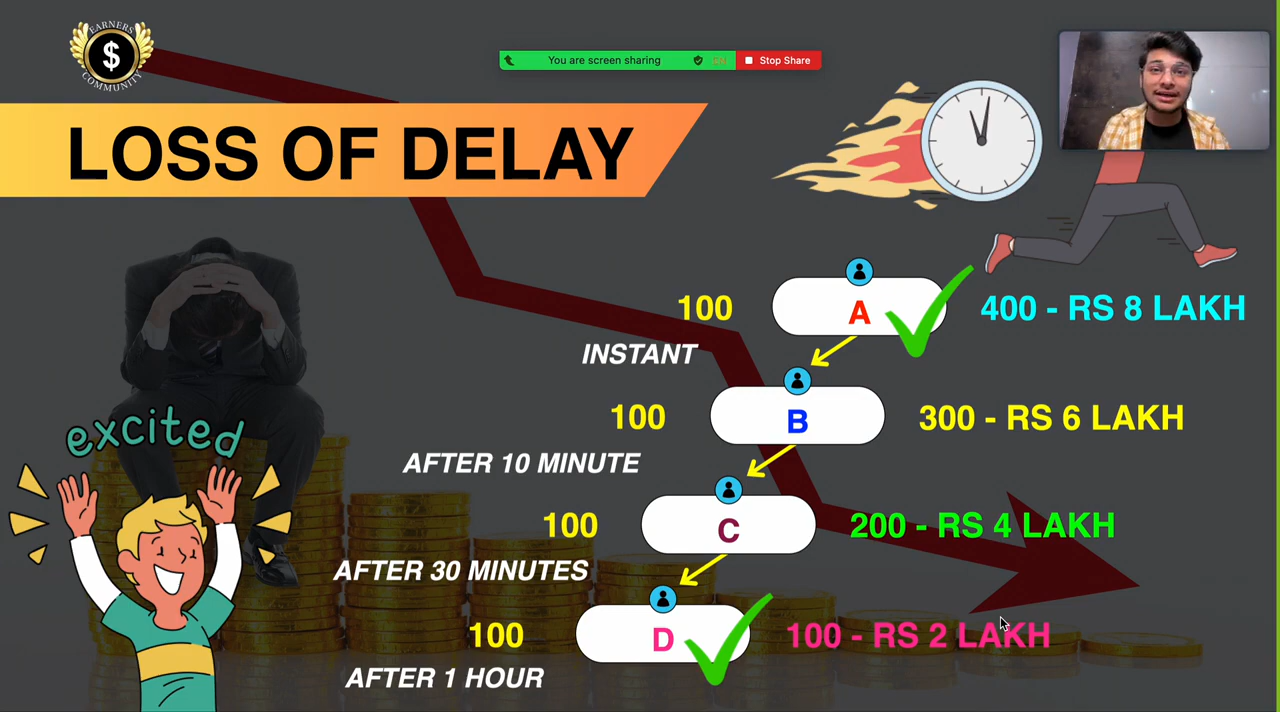 EARNERS
$
COMMUNITY
You are screen sharing
Stop Share
LOSS OF DELAY
100
A
400 - RS 8 LAKH
INSTANT
100
B
300 - RS 6 LAKH
AFTER 10 MINUTE
excited
100
C
200 - RS 4 LAKH
AFTER 30 MINUTES
100
D
100 - RS 2 LAKH
AFTER 1 HOUR